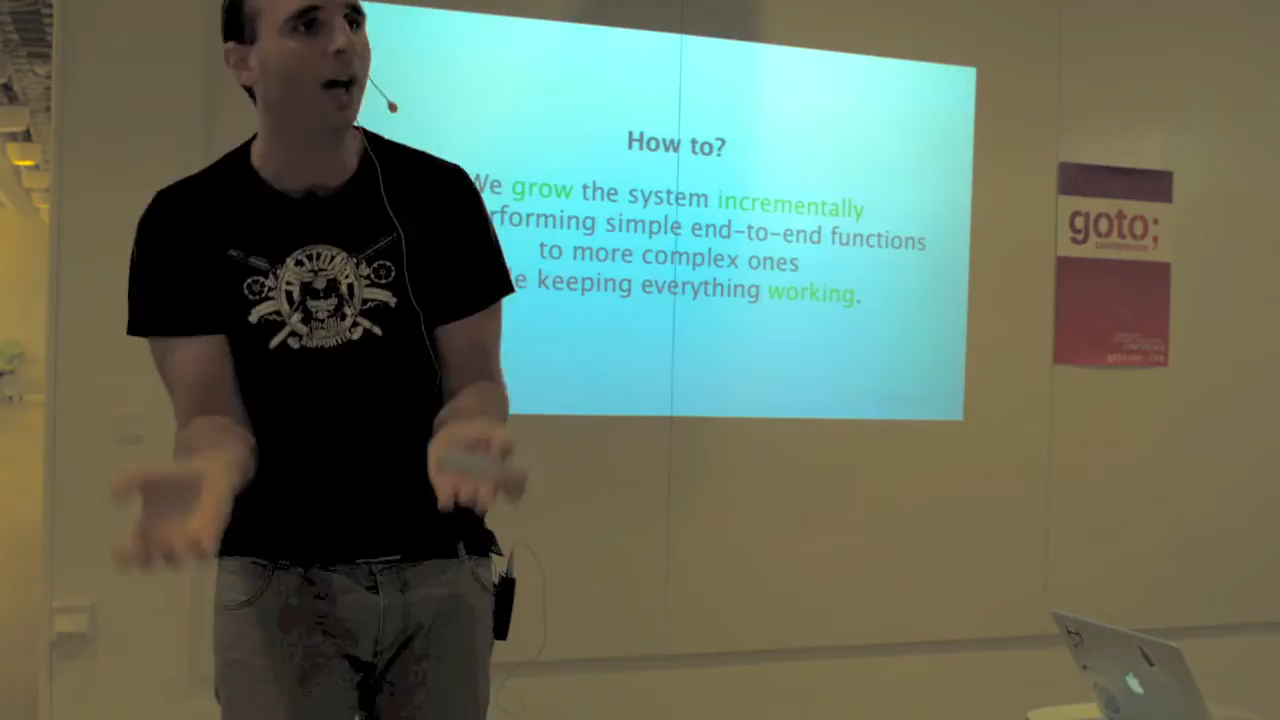 How to?
We grow the system incrementally
rforming simple end-to-end functions
to more complex ones
e keeping everything working.
goto;
conference